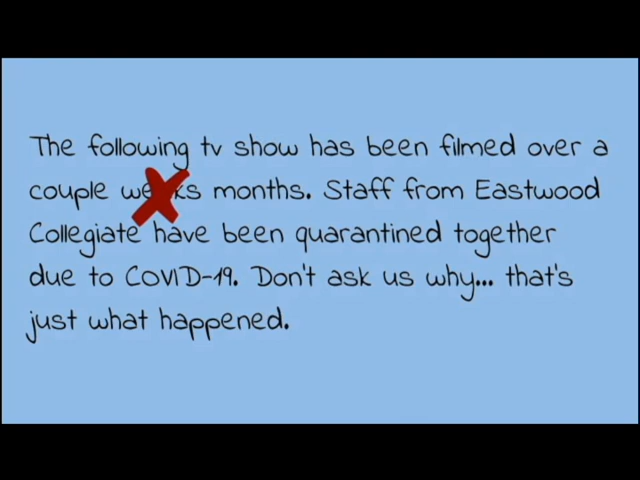 The following tv show has been filmed over a
couple weeks months. Staff from Eastwood
Collegiate have been quarantined together
due to COVID-19. Don't ask us why... that's
just what happened.